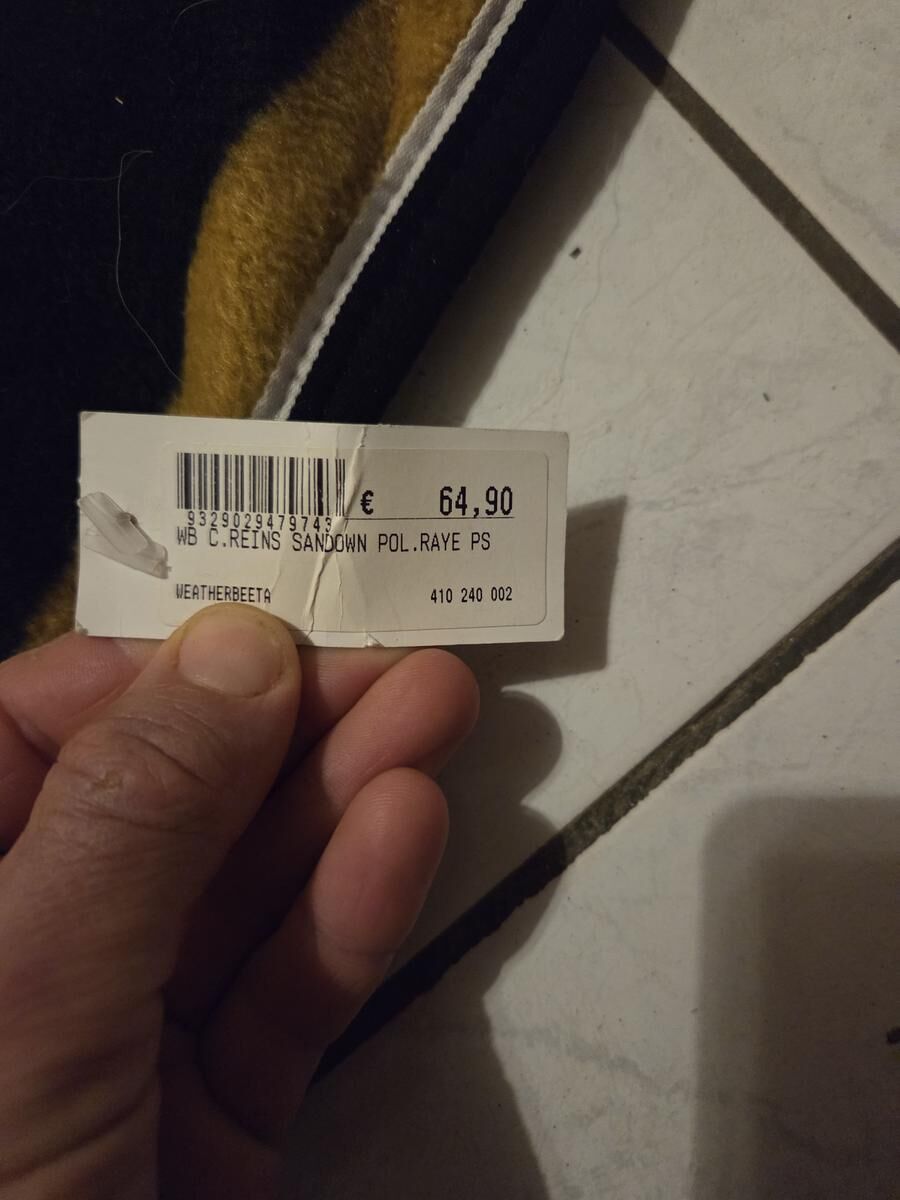 € 64,90
9329029479743
WB C.REINS SANDOWN POL.RAYE PS
WEATHERBEETA 410 240 002